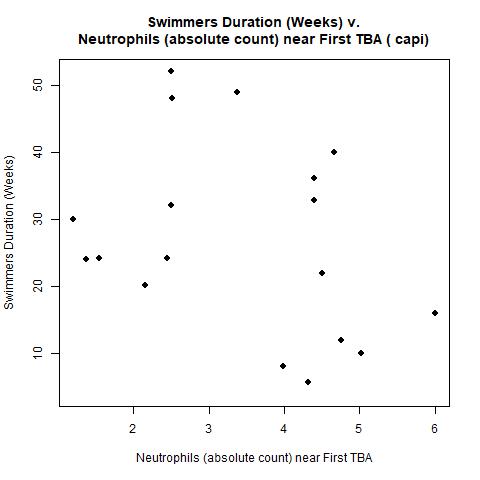 Swimmers Duration (Weeks) v.
Neutrophils (absolute count) near First TBA ( capi)
Swimmers Duration (Weeks)
50
40
30
20
10
2
3
4
5
6
Neutrophils (absolute count) near First TBA